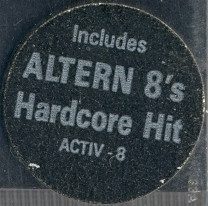 Includes
ALTERN 8's
Hardcore Hit
ACTIV - 8